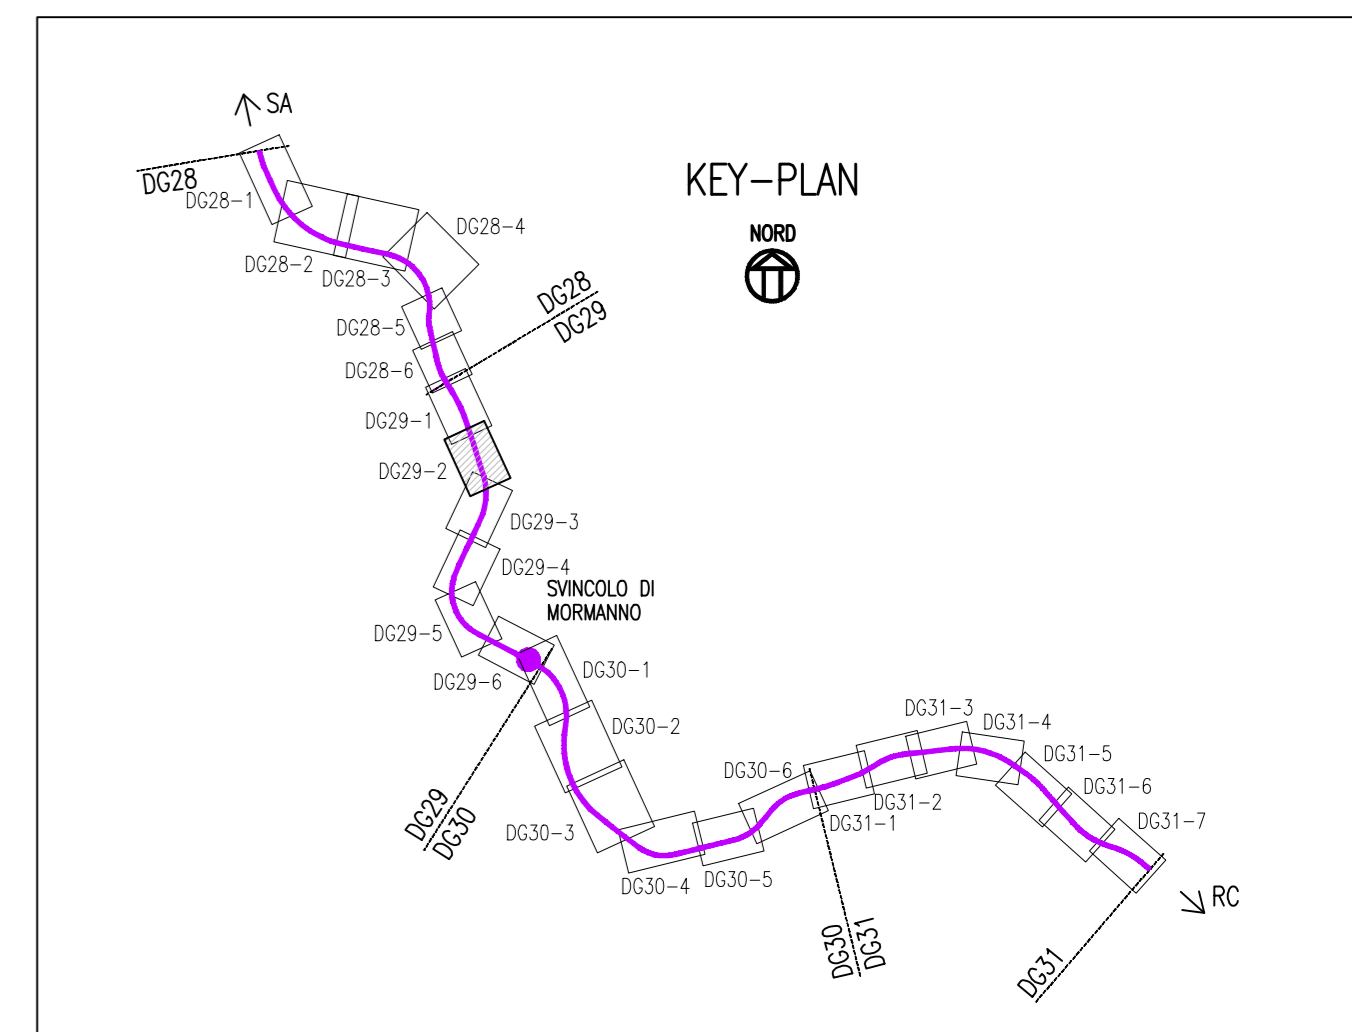 SA
DG28
DG28-1
KEY-PLAN
NORD
DG28-4
DG28-2
DG28-3
DG28
DG29
DG28-5
DG28-6
DG29-1
DG29-2
DG29-3
DG29-4
SVINCOLO DI
MORMANNO
DG29-5
DG29-6
DG30-1
DG30-2
DG29
DG30
DG30-3
DG30-4
DG30-5
DG30-6
DG31-1
DG31-2
DG31-3
DG31-4
DG31-5
DG31-6
DG31-7
RC
DG30
DG31
DG31